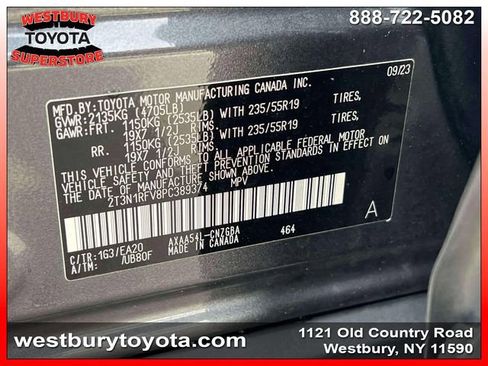 WESTBURY
TOYOTA
SUPERSTORE
888-722-5082
MFD.BY:TOYOTA MOTOR MANUFACTURING CANADA INC. 09/23
GVWR:2135KG (4705LB)
GAWR:FRT. 1150KG (2535LB) WITH 235/55R19 TIRES,
19X7 1/2J RIMS,
RR. 1150KG (2535LB) WITH 235/55R19 TIRES,
19X7 1/2J RIMS.
THIS VEHICLE CONFORMS TO ALL APPLICABLE FEDERAL MOTOR
VEHICLE SAFETY AND THEFT PREVENTION STANDARDS IN EFFECT ON
THE DATE OF MANUFACTURE SHOWN ABOVE.
2T3N1RFV8PC389374 MPV
C/TR:1G3/EA20 AXAA54L-CNZGBA 464 A
A/TM: /UB80F MADE IN CANADA
westburytoyota.com
1121 Old Country Road
Westbury, NY 11590